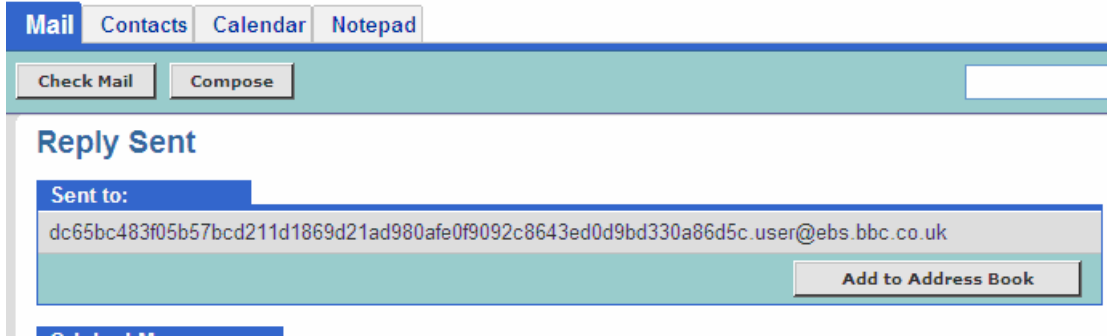 Mail Contacts Calendar Notepad
Check Mail Compose
Reply Sent
Sent to:
dc65bc483f05b57bcd211d1869d21ad980afe0f9092c8643ed0d9bd330a86d5c.user@ebs.bbc.co.uk
Add to Address Book